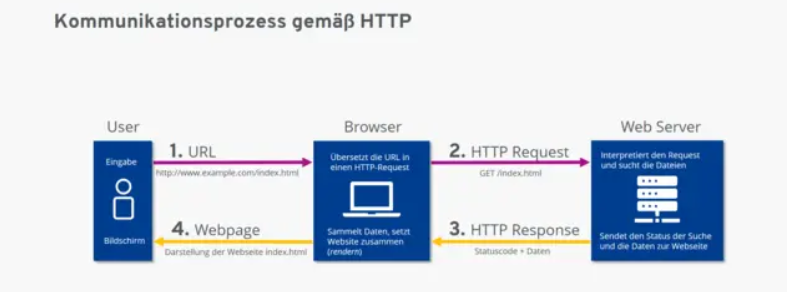 Kommunikationsprozess gemäß HTTP
User
Browser
Web Server
Eingabe
Bildschirm
1. URL
http://www.example.com/index.html
Übersetzt die URL in
einen HTTP-Request
2. HTTP Request
GET /index.html
Interpretiert den Request
und sucht die Dateien
Sendet den Status der Suche
und die Daten zur Webseite
3. HTTP Response
Statuscode + Daten
Sammelt Daten, setzt
Website zusammen
(rendern)
4. Webpage
Darstellung der Webseite index.html